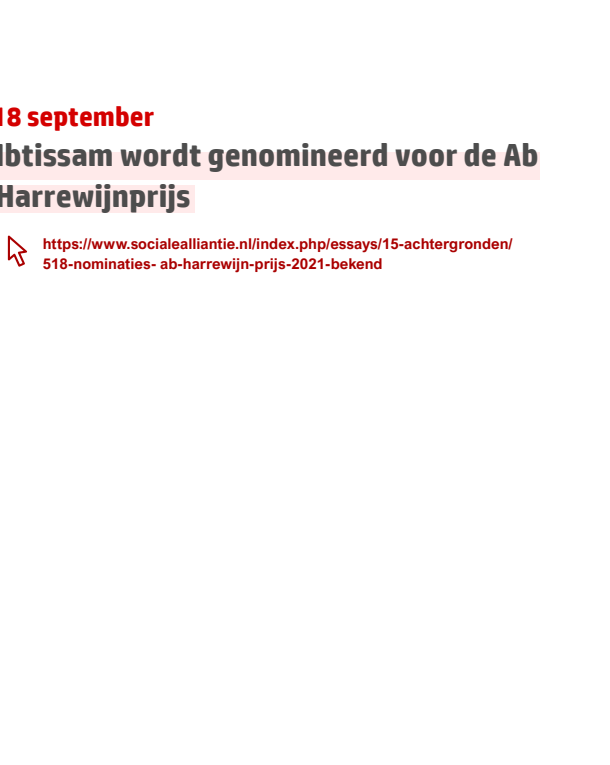 18 september
Ibtissam wordt genomineerd voor de Ab
Harrewijnprijs
https://www.socialealliantie.nl/index.php/essays/15-achtergronden/
518-nominaties- ab-harrewijn-prijs-2021-bekend